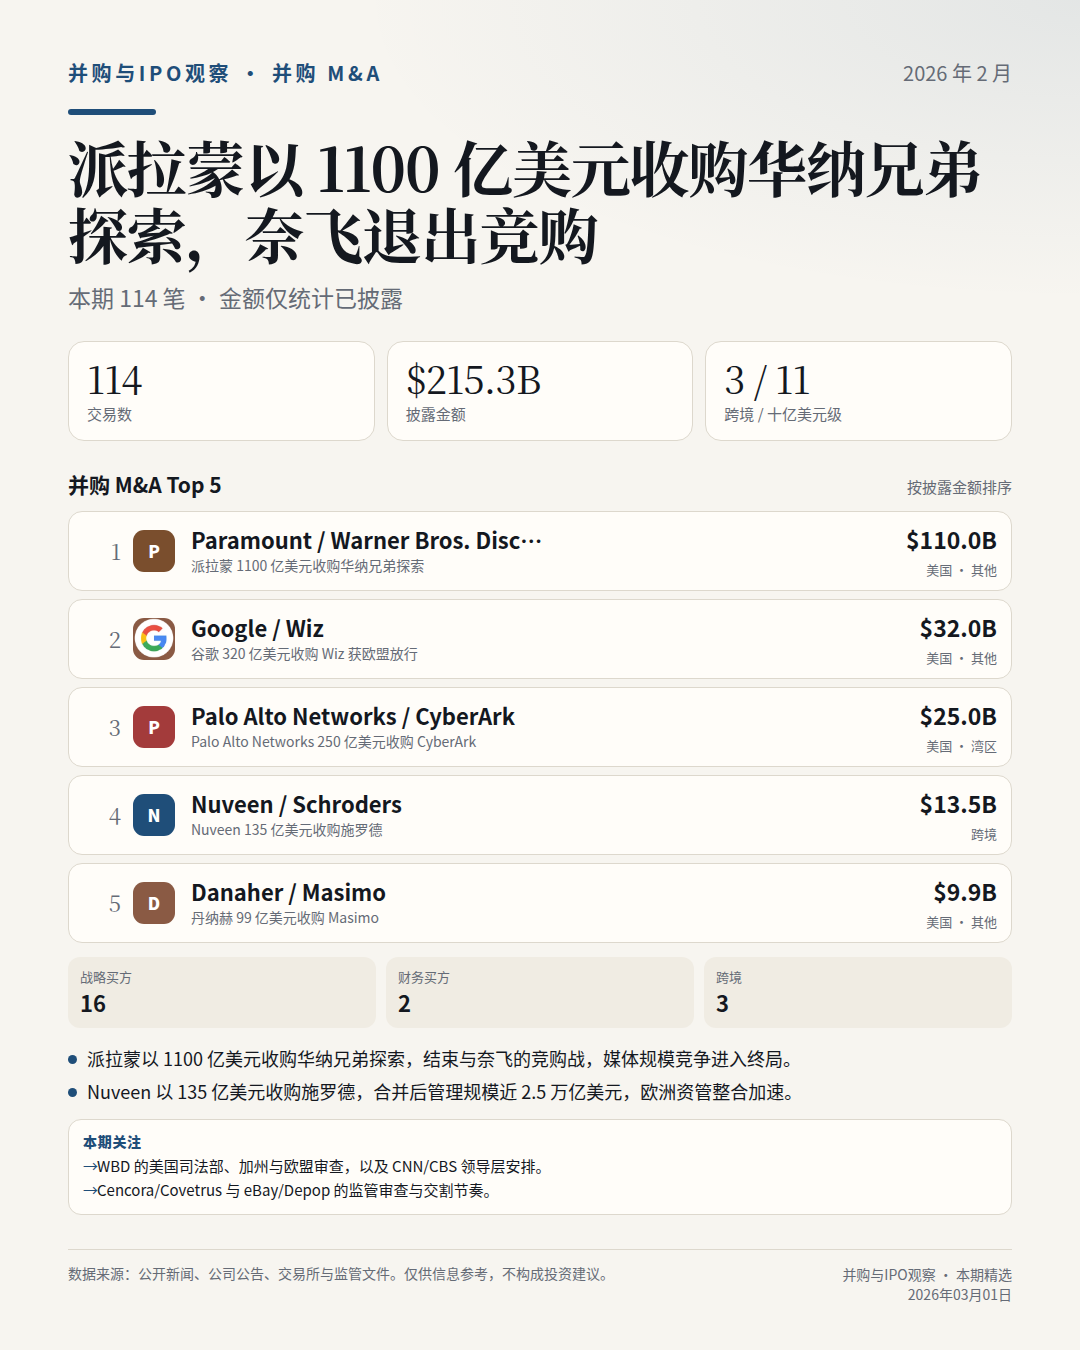 并购与IPO观察 · 并购 M&A
2026 年 2 月
派拉蒙以 1100 亿美元收购华纳兄弟
探索，奈飞退出竞购
本期 114 笔 · 金额仅统计已披露
114
交易数
$215.3B
披露金额
3 / 11
跨境 / 十亿美元级
并购 M&A Top 5
按披露金额排序
1
P
Paramount / Warner Bros. Disc···
派拉蒙 1100 亿美元收购华纳兄弟探索
$110.0B
美国 · 其他
2
G
Google / Wiz
谷歌 320 亿美元收购 Wiz 获欧盟放行
$32.0B
美国 · 其他
3
P
Palo Alto Networks / CyberArk
Palo Alto Networks 250 亿美元收购 CyberArk
$25.0B
美国 · 湾区
4
N
Nuveen / Schroders
Nuveen 135 亿美元收购施罗德
$13.5B
跨境
5
D
Danaher / Masimo
丹纳赫 99 亿美元收购 Masimo
$9.9B
美国 · 其他
战略买方
16
财务买方
2
跨境
3
派拉蒙以 1100 亿美元收购华纳兄弟探索，结束与奈飞的竞购战，媒体规模竞争进入终局。
Nuveen 以 135 亿美元收购施罗德，合并后管理规模近 2.5 万亿美元，欧洲资管整合加速。
本期关注
→WBD 的美国司法部、加州与欧盟审查，以及 CNN/CBS 领导层安排。
→Cencora/Covetrus 与 eBay/Depop 的监管审查与交割节奏。
数据来源：公开新闻、公司公告、交易所与监管文件。仅供信息参考，不构成投资建议。
并购与IPO观察 · 本期精选
2026年03月01日